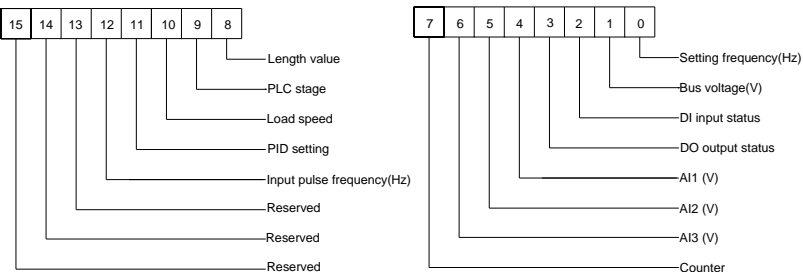 15 14 13 12 11 10 9 8
Length value
PLC stage
Load speed
PID setting
Input pulse frequency(Hz)
Reserved
Reserved
Reserved
7 6 5 4 3 2 1 0
Setting frequency(Hz)
Bus voltage(V)
DI input status
DO output status
AI1 (V)
AI2 (V)
AI3 (V)
Counter